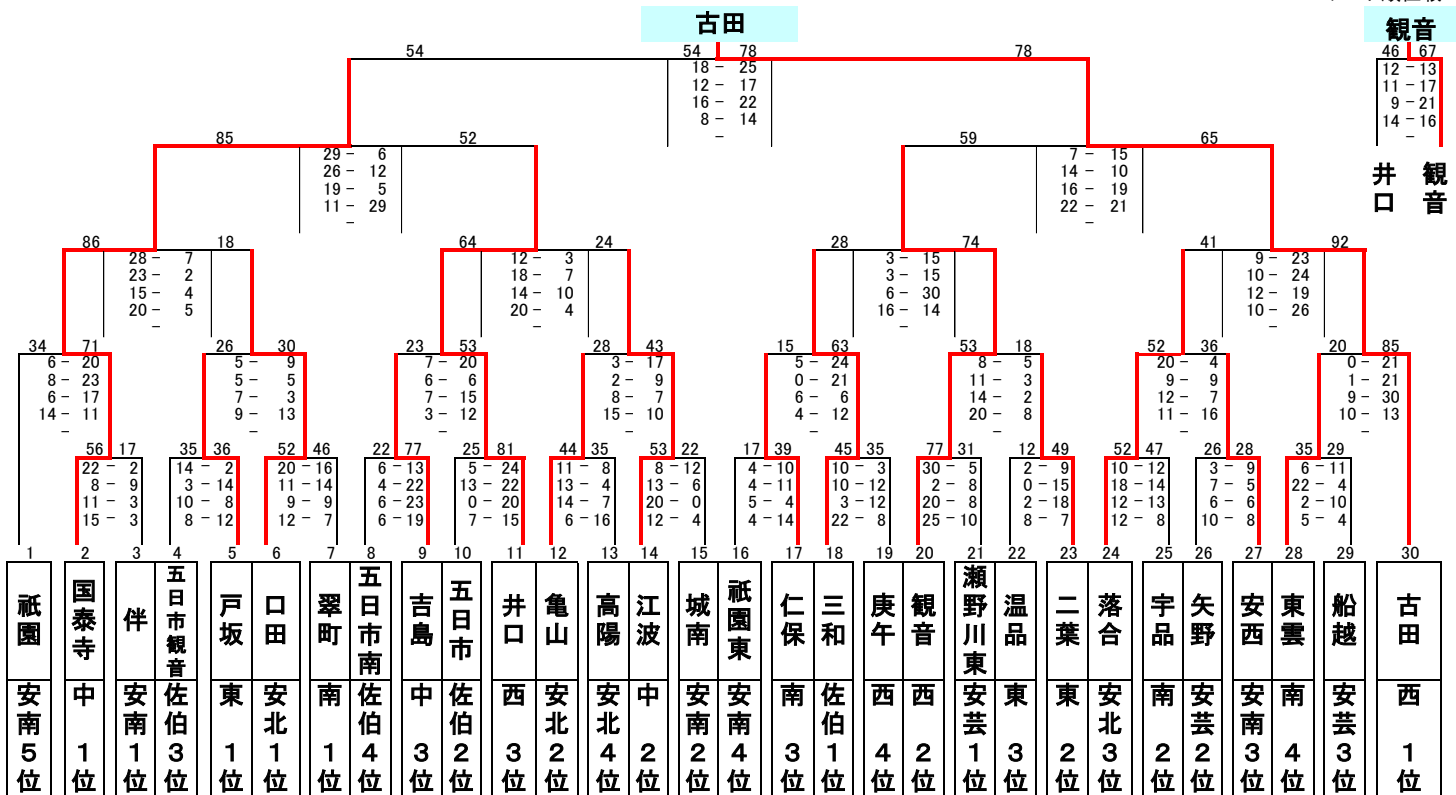 古田
観音
54 54 78 78
18 - 25
12 - 17
16 - 22
8 - 14
-
46 67
12 - 13
11 - 17
9 - 21
14 - 16
-
井口 観音
85 52
29 - 6
26 - 12
19 - 5
11 - 29
-
59 65
7 - 15
14 - 10
16 - 19
22 - 21
-
86 18
28 - 7
23 - 2
15 - 4
20 - 5
-
64 24
12 - 3
18 - 7
14 - 10
20 - 4
-
28 74
3 - 15
3 - 15
6 - 30
16 - 14
-
41 92
9 - 23
10 - 24
12 - 19
10 - 26
-
34 71
6 - 20
8 - 23
6 - 17
14 - 11
-
26 30
5 - 9
5 - 5
7 - 3
9 - 13
-
23 53
7 - 20
6 - 6
7 - 15
3 - 12
-
28 43
3 - 17
2 - 9
8 - 7
15 - 10
-
15 63
5 - 24
0 - 21
6 - 6
4 - 12
-
53 18
8 - 5
11 - 3
14 - 2
20 - 8
-
52 36
20 - 4
9 - 9
12 - 7
11 - 16
-
20 85
0 - 21
1 - 21
9 - 30
10 - 13
-
56 17
22 - 2
8 - 9
11 - 3
15 - 3
35 36
14 - 2
3 - 14
10 - 8
8 - 12
52 46
20 - 16
11 - 14
9 - 9
12 - 7
22 77
6 - 13
4 - 22
6 - 23
6 - 19
25 81
5 - 24
13 - 22
0 - 20
7 - 15
44 35
11 - 8
13 - 4
14 - 7
6 - 16
53 22
8 - 12
13 - 6
20 - 0
12 - 4
17 39
4 - 10
4 - 11
5 - 4
4 - 14
45 35
10 - 3
10 - 12
3 - 12
22 - 8
77 31
30 - 5
2 - 8
20 - 8
25 - 10
12 49
2 - 9
0 - 15
2 - 18
8 - 7
52 47
10 - 12
18 - 14
12 - 13
12 - 8
26 28
3 - 9
7 - 5
6 - 6
10 - 8
35 29
6 - 11
22 - 4
2 - 10
5 - 4
1 2 3 4 5 6 7 8 9 10 11 12 13 14 15 16 17 18 19 20 21 22 23 24 25 26 27 28 29 30
祇園 国泰寺 伴 五日市観音 戸坂 口田 翠町 五日市南 吉島 五日市 井口 亀山 高陽 江波 城南 祇園東 仁保 三和 庚午 観音 瀬野川東 温品 二葉 落合 宇品 矢野 安西 東雲 船越 古田
安南5位 中1位 安南1位 佐伯3位 東1位 安北1位 南1位 佐伯4位 中3位 佐伯2位 西3位 安北2位 安北4位 中2位 安南2位 安南4位 南3位 佐伯1位 西4位 西2位 安芸1位 東3位 東2位 安北3位 南2位 安芸2位 安南3位 南4位 安芸3位 西1位